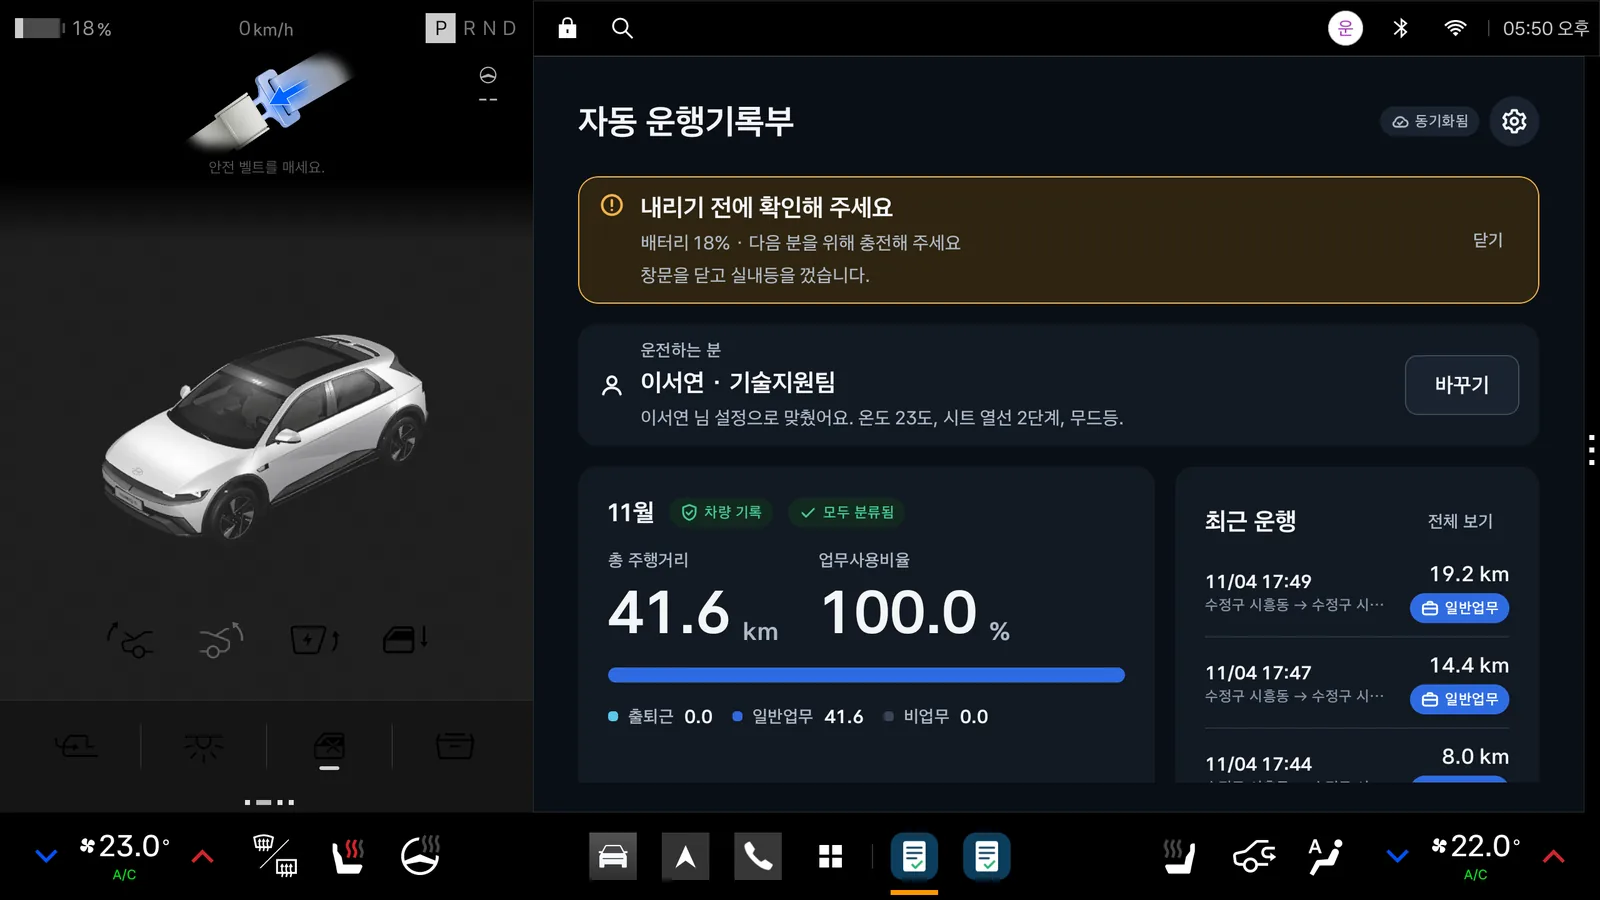 18%
0km/h
P R N D
운
05:50 오후
안전 벨트를 매세요.
--
자동 운행기록부
동기화됨
내리기 전에 확인해 주세요
배터리 18% · 다음 분을 위해 충전해 주세요
창문을 닫고 실내등을 껐습니다.
닫기
운전하는 분
이서연 · 기술지원팀
이서연 님 설정으로 맞췄어요. 온도 23도, 시트 열선 2단계, 무드등.
바꾸기
11월
차량 기록
모두 분류됨
총 주행거리
업무사용비율
41.6 km
100.0 %
출퇴근 0.0
일반업무 41.6
비업무 0.0
최근 운행
전체 보기
11/04 17:49
19.2 km
수정구 시흥동 → 수정구 시…
일반업무
11/04 17:47
14.4 km
수정구 시흥동 → 수정구 시…
일반업무
11/04 17:44
8.0 km
23.0°
A/C
A
22.0°
A/C